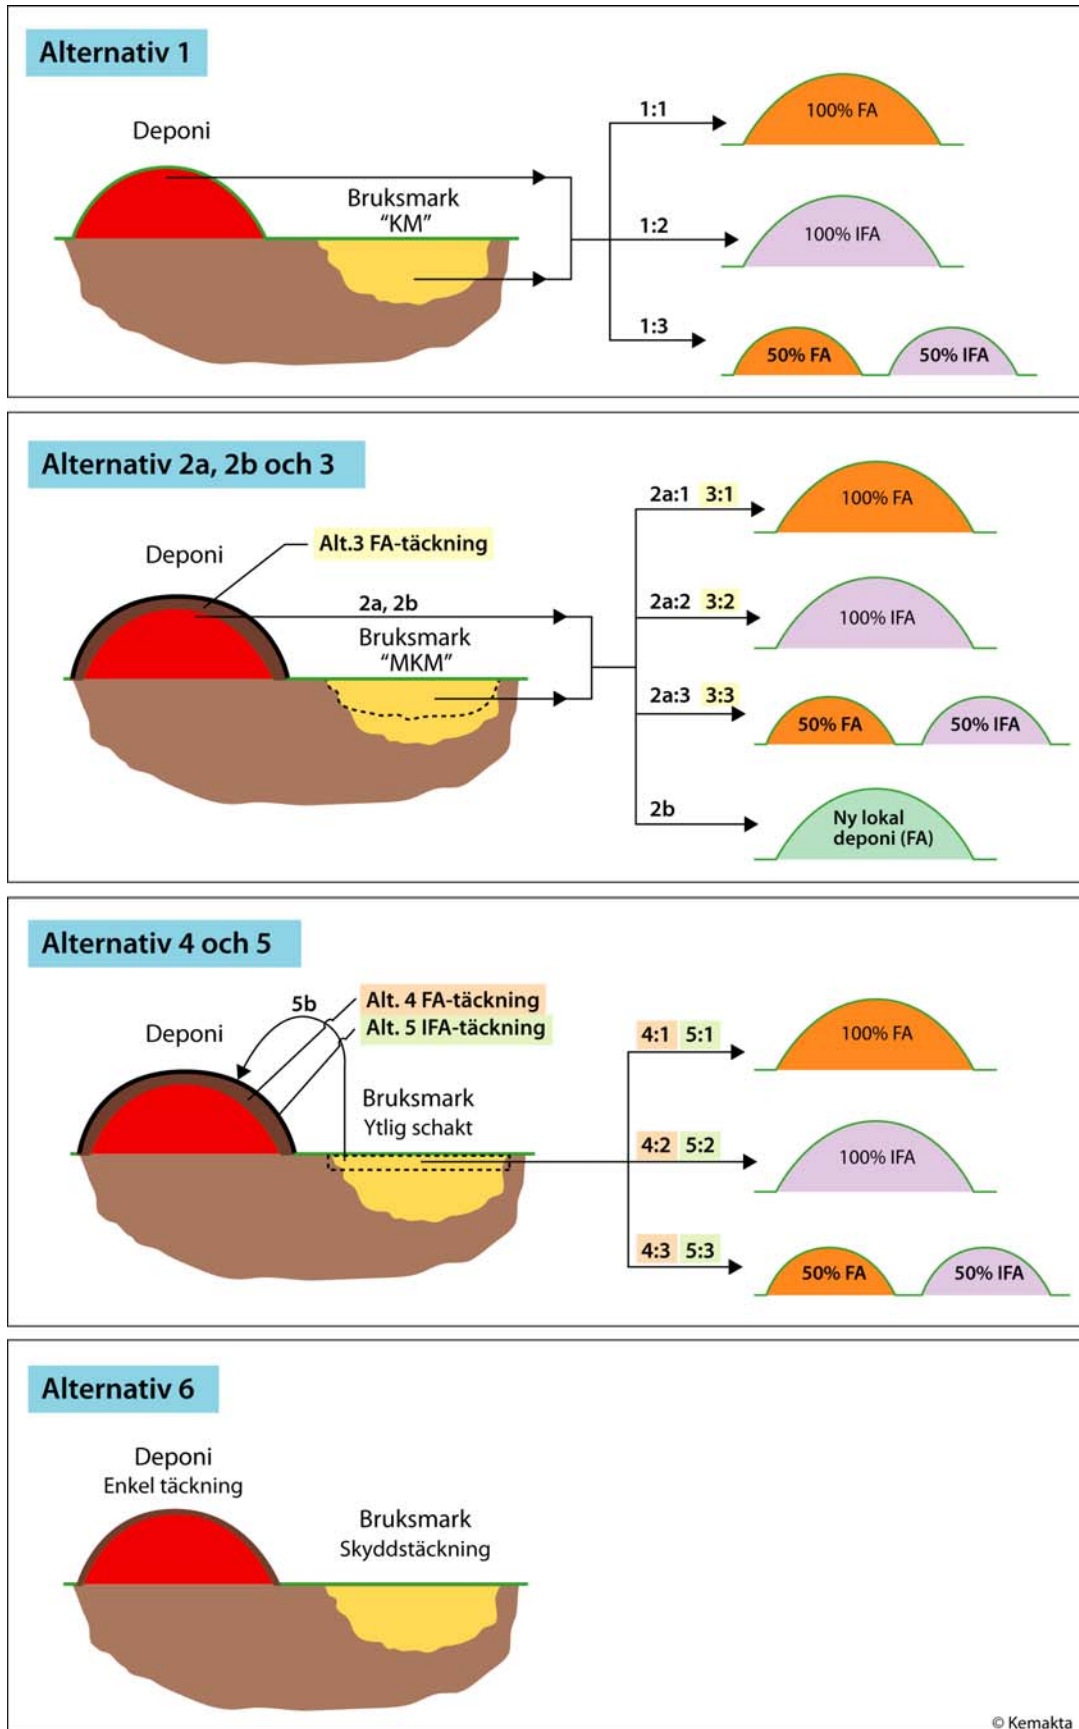 Alternativ 1
Deponi
Bruksmark
“KM”
1:1
100% FA
1:2
100% IFA
1:3
50% FA
50% IFA
Alternativ 2a, 2b och 3
Deponi
Alt.3 FA-täckning
2a, 2b
Bruksmark
“MKM”
2a:1 3:1
100% FA
2a:2 3:2
100% IFA
2a:3 3:3
50% FA
50% IFA
2b
Ny lokal
deponi (FA)
Alternativ 4 och 5
5b
Alt. 4 FA-täckning
Alt. 5 IFA-täckning
Deponi
Bruksmark
Ytlig schakt
4:1 5:1
100% FA
4:2 5:2
100% IFA
4:3 5:3
50% FA
50% IFA
Alternativ 6
Deponi
Enkel täckning
Bruksmark
Skyddstäckning
© Kemakta